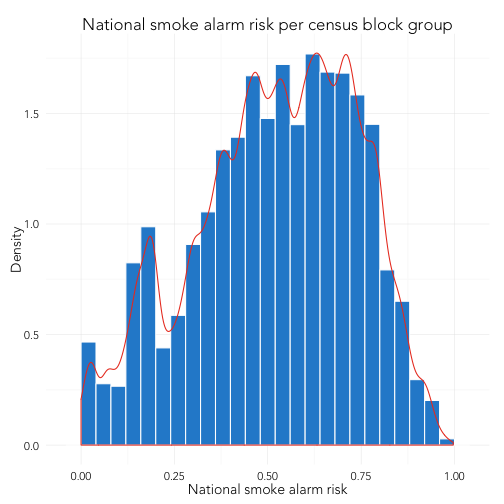 National smoke alarm risk per census block group
1.5
1.0
0.5
0.0
Density
0.00 0.25 0.50 0.75 1.00
National smoke alarm risk